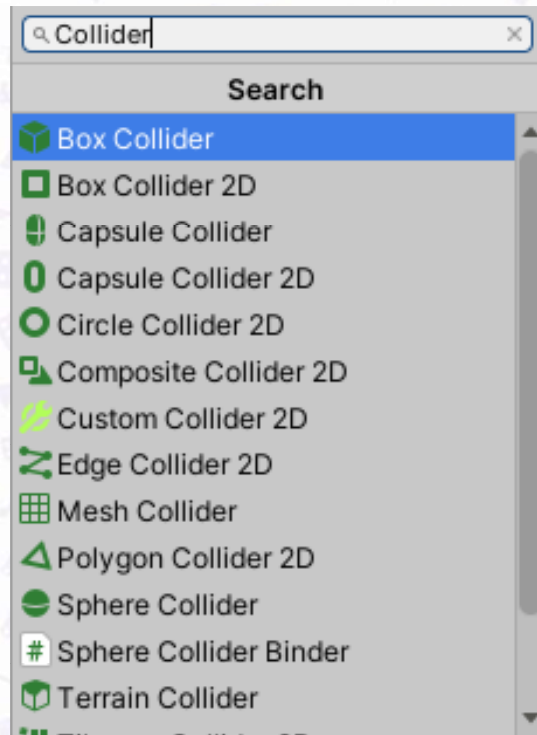 Collider
Search
Box Collider
Box Collider 2D
Capsule Collider
Capsule Collider 2D
Circle Collider 2D
Composite Collider 2D
Custom Collider 2D
Edge Collider 2D
Mesh Collider
Polygon Collider 2D
Sphere Collider
# Sphere Collider Binder
Terrain Collider